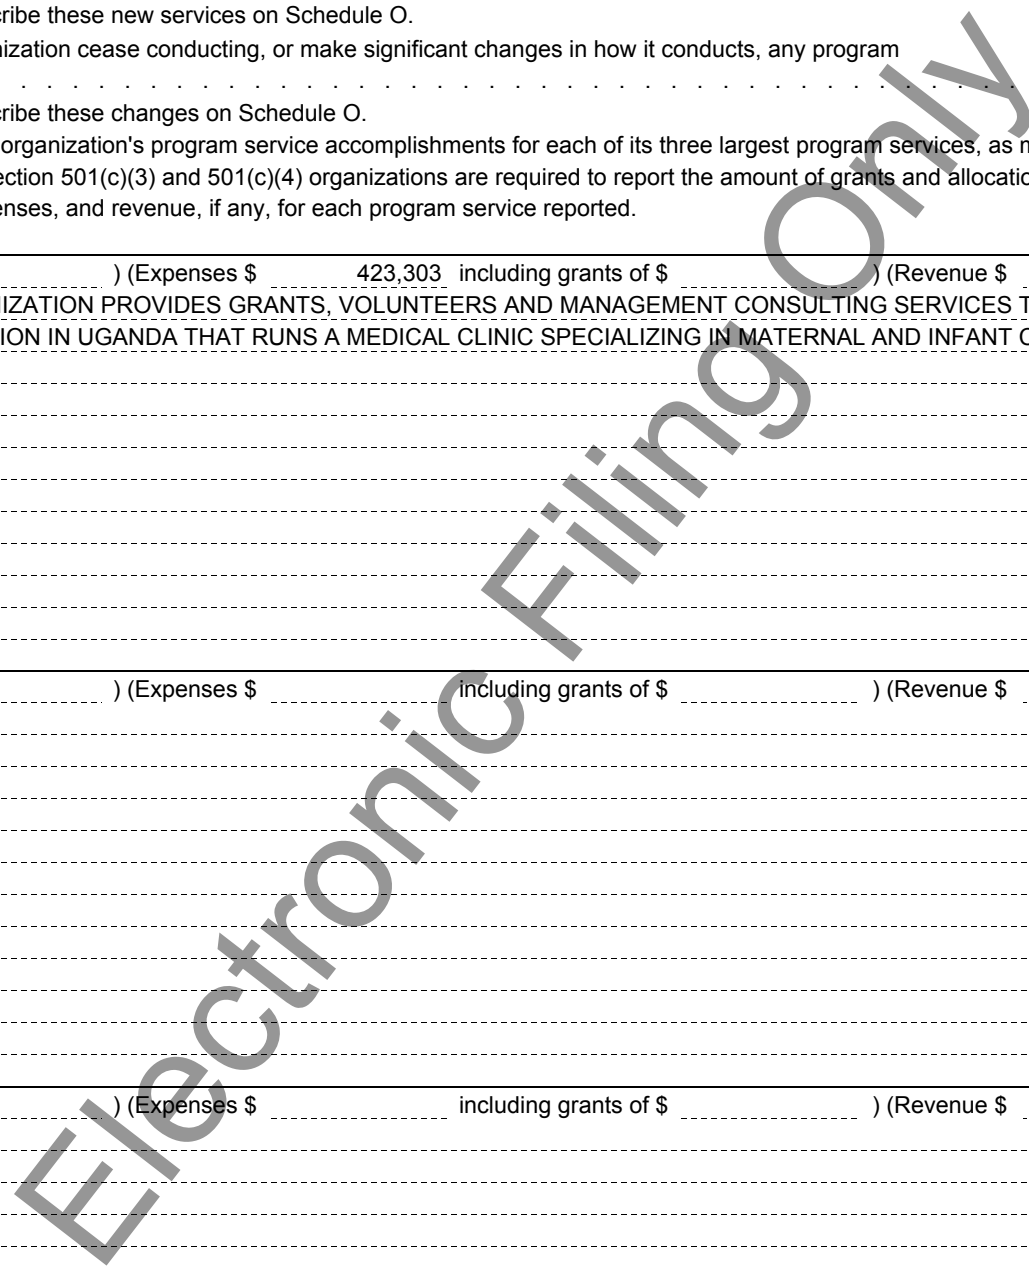 cribe these new services on Schedule O.
nization cease conducting, or make significant changes in how it conducts, any program
. . . . . . . . . . . . . . . . . . . . . . . . . . . . . . . . . . . . . . . . . . .
cribe these changes on Schedule O.
organization's program service accomplishments for each of its three largest program services, as m
ection 501(c)(3) and 501(c)(4) organizations are required to report the amount of grants and allocatio
enses, and revenue, if any, for each program service reported.
) (Expenses $ 423,303 including grants of $ ) (Revenue $
NIZATION PROVIDES GRANTS, VOLUNTEERS AND MANAGEMENT CONSULTING SERVICES T
ION IN UGANDA THAT RUNS A MEDICAL CLINIC SPECIALIZING IN MATERNAL AND INFANT C
) (Expenses $ including grants of $ ) (Revenue $
) (Expenses $ including grants of $ ) (Revenue $
Electronic Filing Only